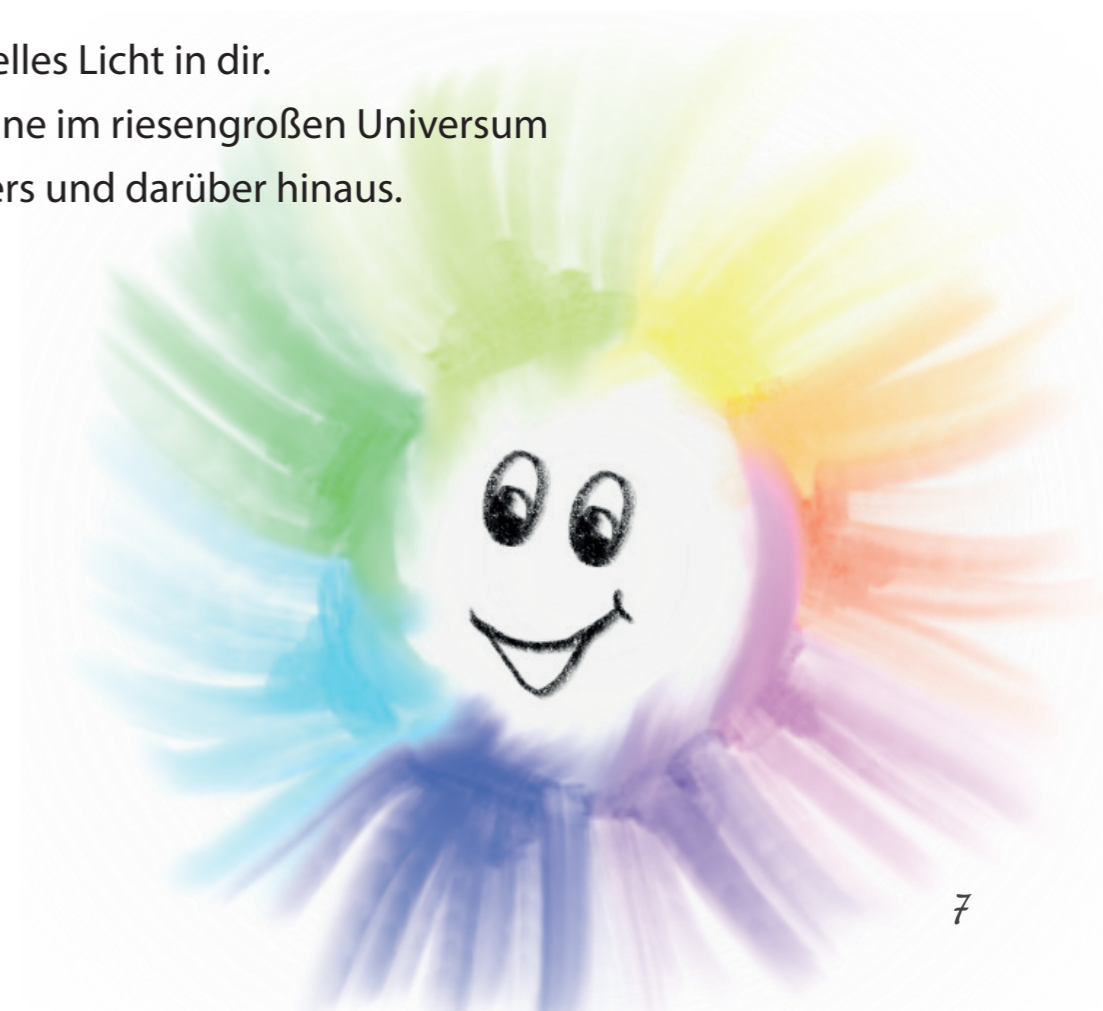 elles Licht in dir.
ne im riesengroßen Universum
ers und darüber hinaus.
7